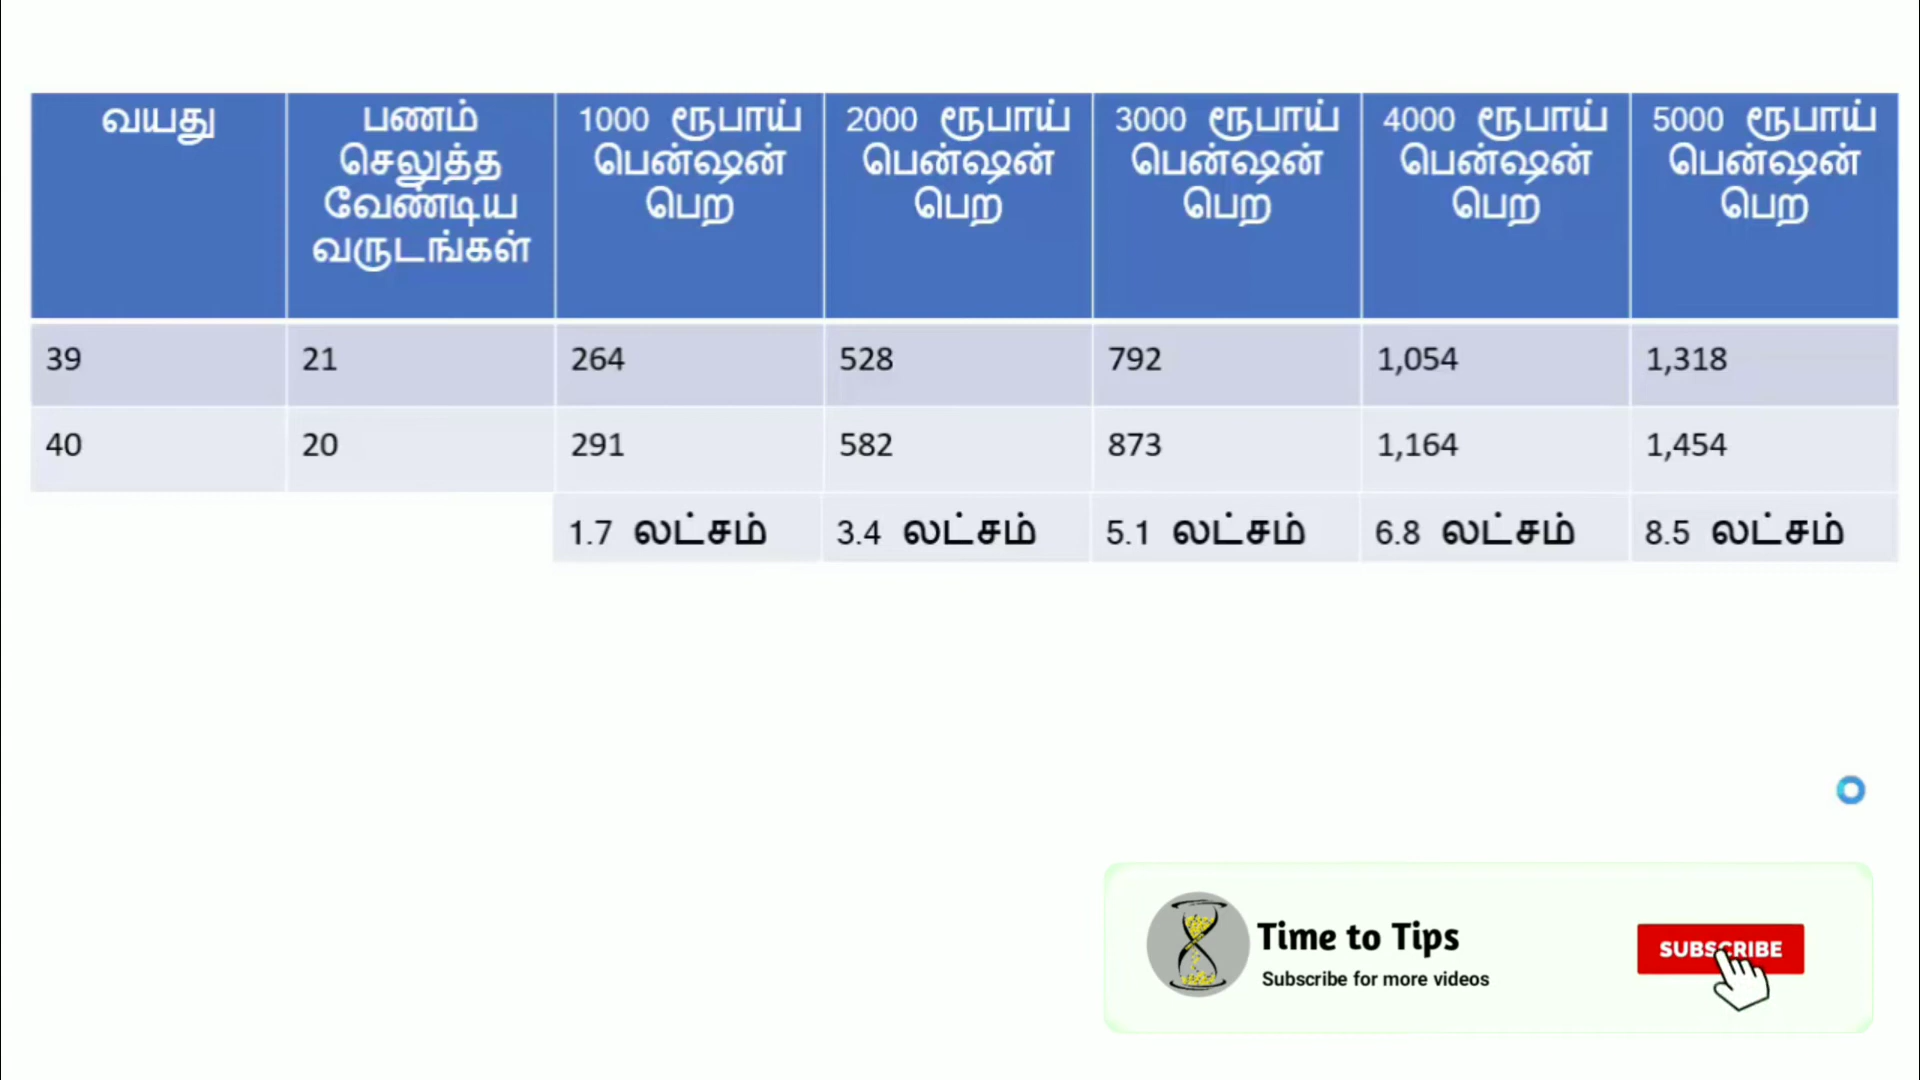 வயது
பணம்
செலுத்த
வேண்டிய
வருடங்கள்
1000 ரூபாய்
பென்ஷன்
பெற
2000 ரூபாய்
பென்ஷன்
பெற
3000 ரூபாய்
பென்ஷன்
பெற
4000 ரூபாய்
பென்ஷன்
பெற
5000 ரூபாய்
பென்ஷன்
பெற
39 21 264 528 792 1,054 1,318
40 20 291 582 873 1,164 1,454
1.7 லட்சம் 3.4 லட்சம் 5.1 லட்சம் 6.8 லட்சம் 8.5 லட்சம்
Time to Tips
Subscribe for more videos
SUBSCRIBE